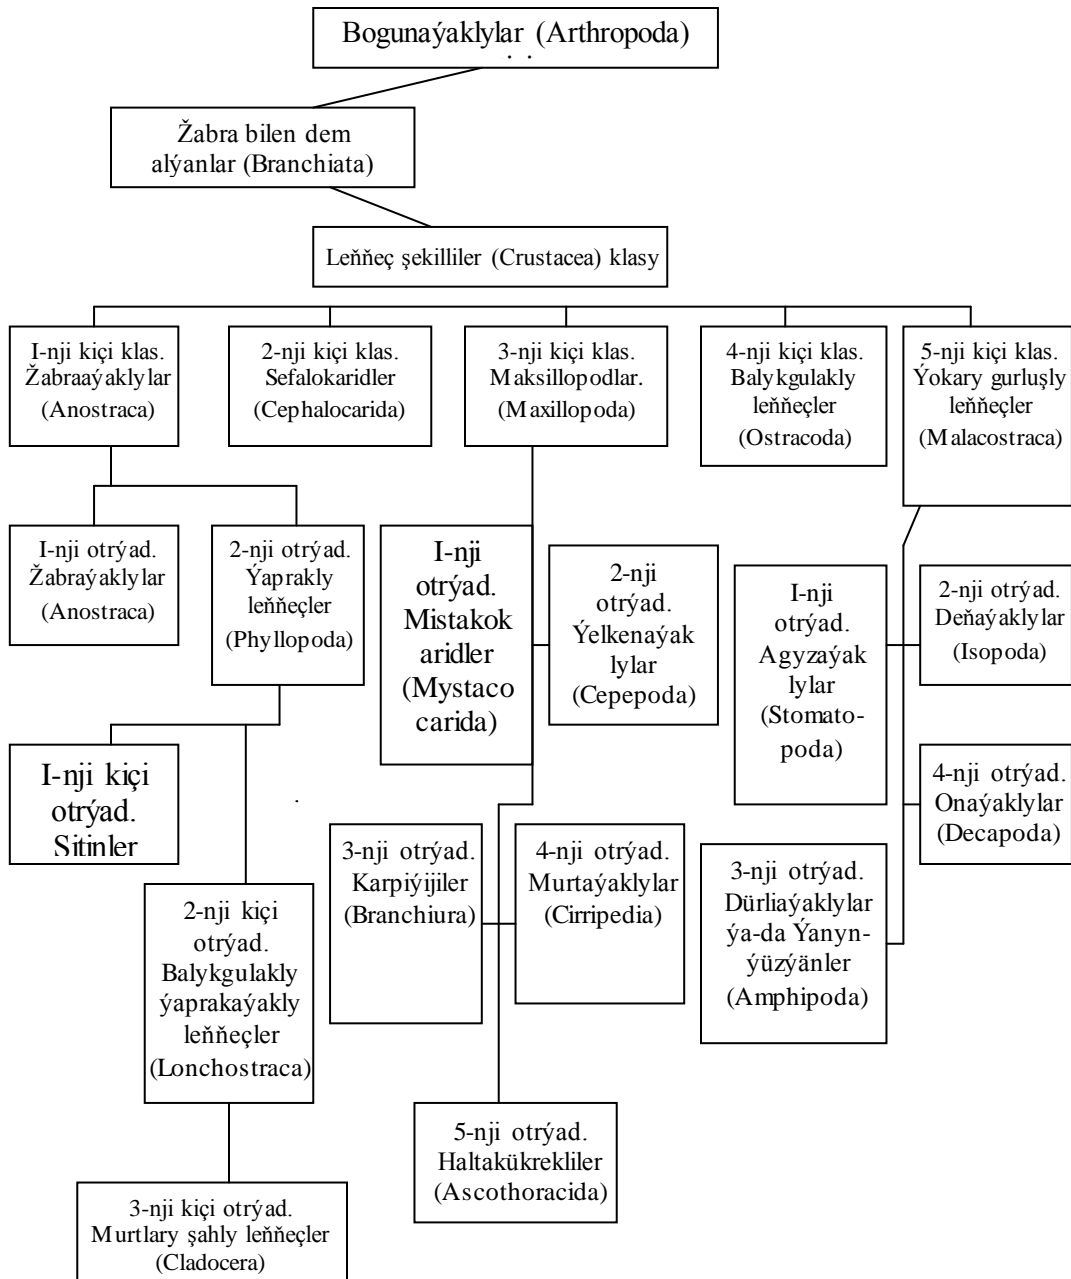 Bogunaýaklylar (Arthropoda)
Žabra bilen dem
alýanlar (Branchiata)
Leňňeç şekilliler (Crustacea) klasy
I-nji kiçi klas.
Žabraaýaklylar
(Anostraca)
2-nji kiçi klas.
Sefalokaridler
(Cephalocarida)
3-nji kiçi klas.
Maksillopodlar.
(Maxillopoda)
4-nji kiçi klas.
Balykgulakly
leňňeçler
(Ostracoda)
5-nji kiçi klas.
Ýokary gurluşly
leňňeçler
(Malacostraca)
I-nji otrýad.
Žabraýaklylar
(Anostraca)
2-nji otrýad.
Ýaprakly
leňňeçler
(Phyllopoda)
I-nji
otrýad.
Mistakok
aridler
(Mystaco
carida)
2-nji
otrýad.
Ýelkenaýak
lylar
(Cepepoda)
I-nji
otrýad.
Agyzaýak
lylar
(Stomato-
poda)
2-nji otrýad.
Deňaýaklylar
(Isopoda)
I-nji kiçi
otrýad.
Sitinler
4-nji otrýad.
Onaýaklylar
(Decapoda)
3-nji otrýad.
Karpiýijiler
(Branchiura)
4-nji otrýad.
Murtaýaklylar
(Cirripedia)
3-nji otrýad.
Dürliaýaklylar
ýa-da Ýanyn-
ýüzýänler
(Amphipoda)
2-nji kiçi
otrýad.
Balykgulakly
ýaprakaýakly
leňňeçler
(Lonchostraca)
5-nji otrýad.
Haltakükrekliler
(Ascothoracida)
3-nji kiçi otrýad.
Murtlary şahly leňňeçler
(Cladocera)